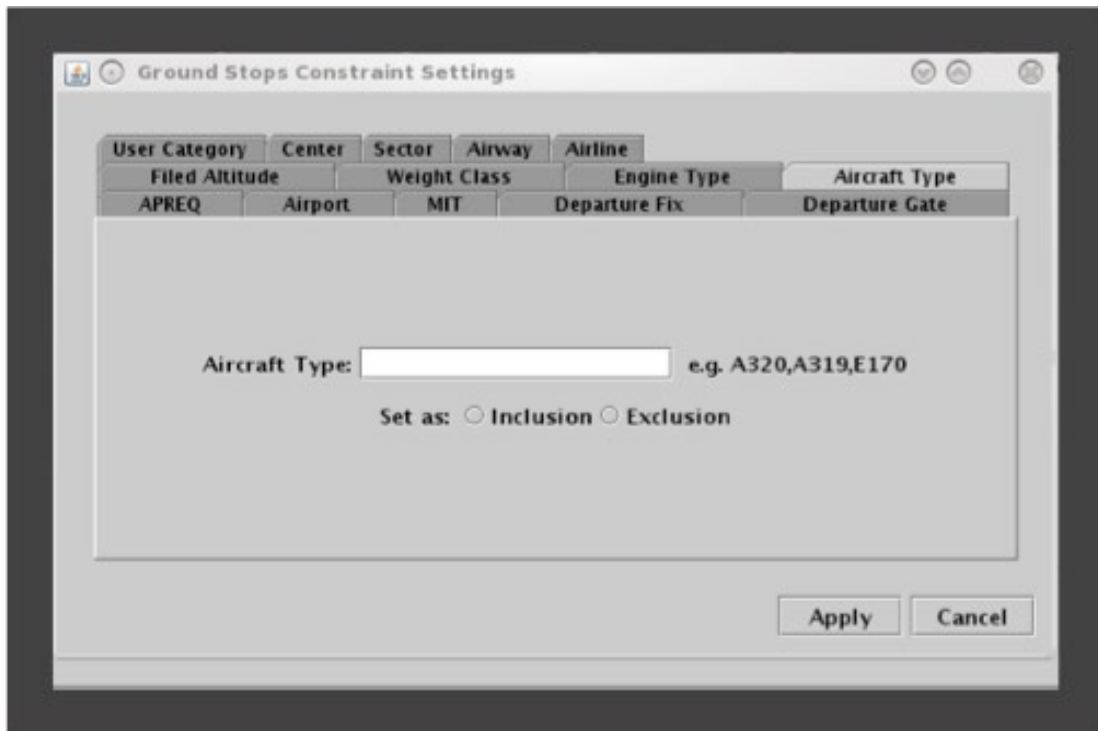 Ground Stops Constraint Settings
User Category Center Sector Airway Airline
Filed Altitude Weight Class Engine Type Aircraft Type
APREQ Airport MIT Departure Fix Departure Gate
Aircraft Type: e.g. A320,A319,E170
Set as: Inclusion Exclusion
Apply Cancel